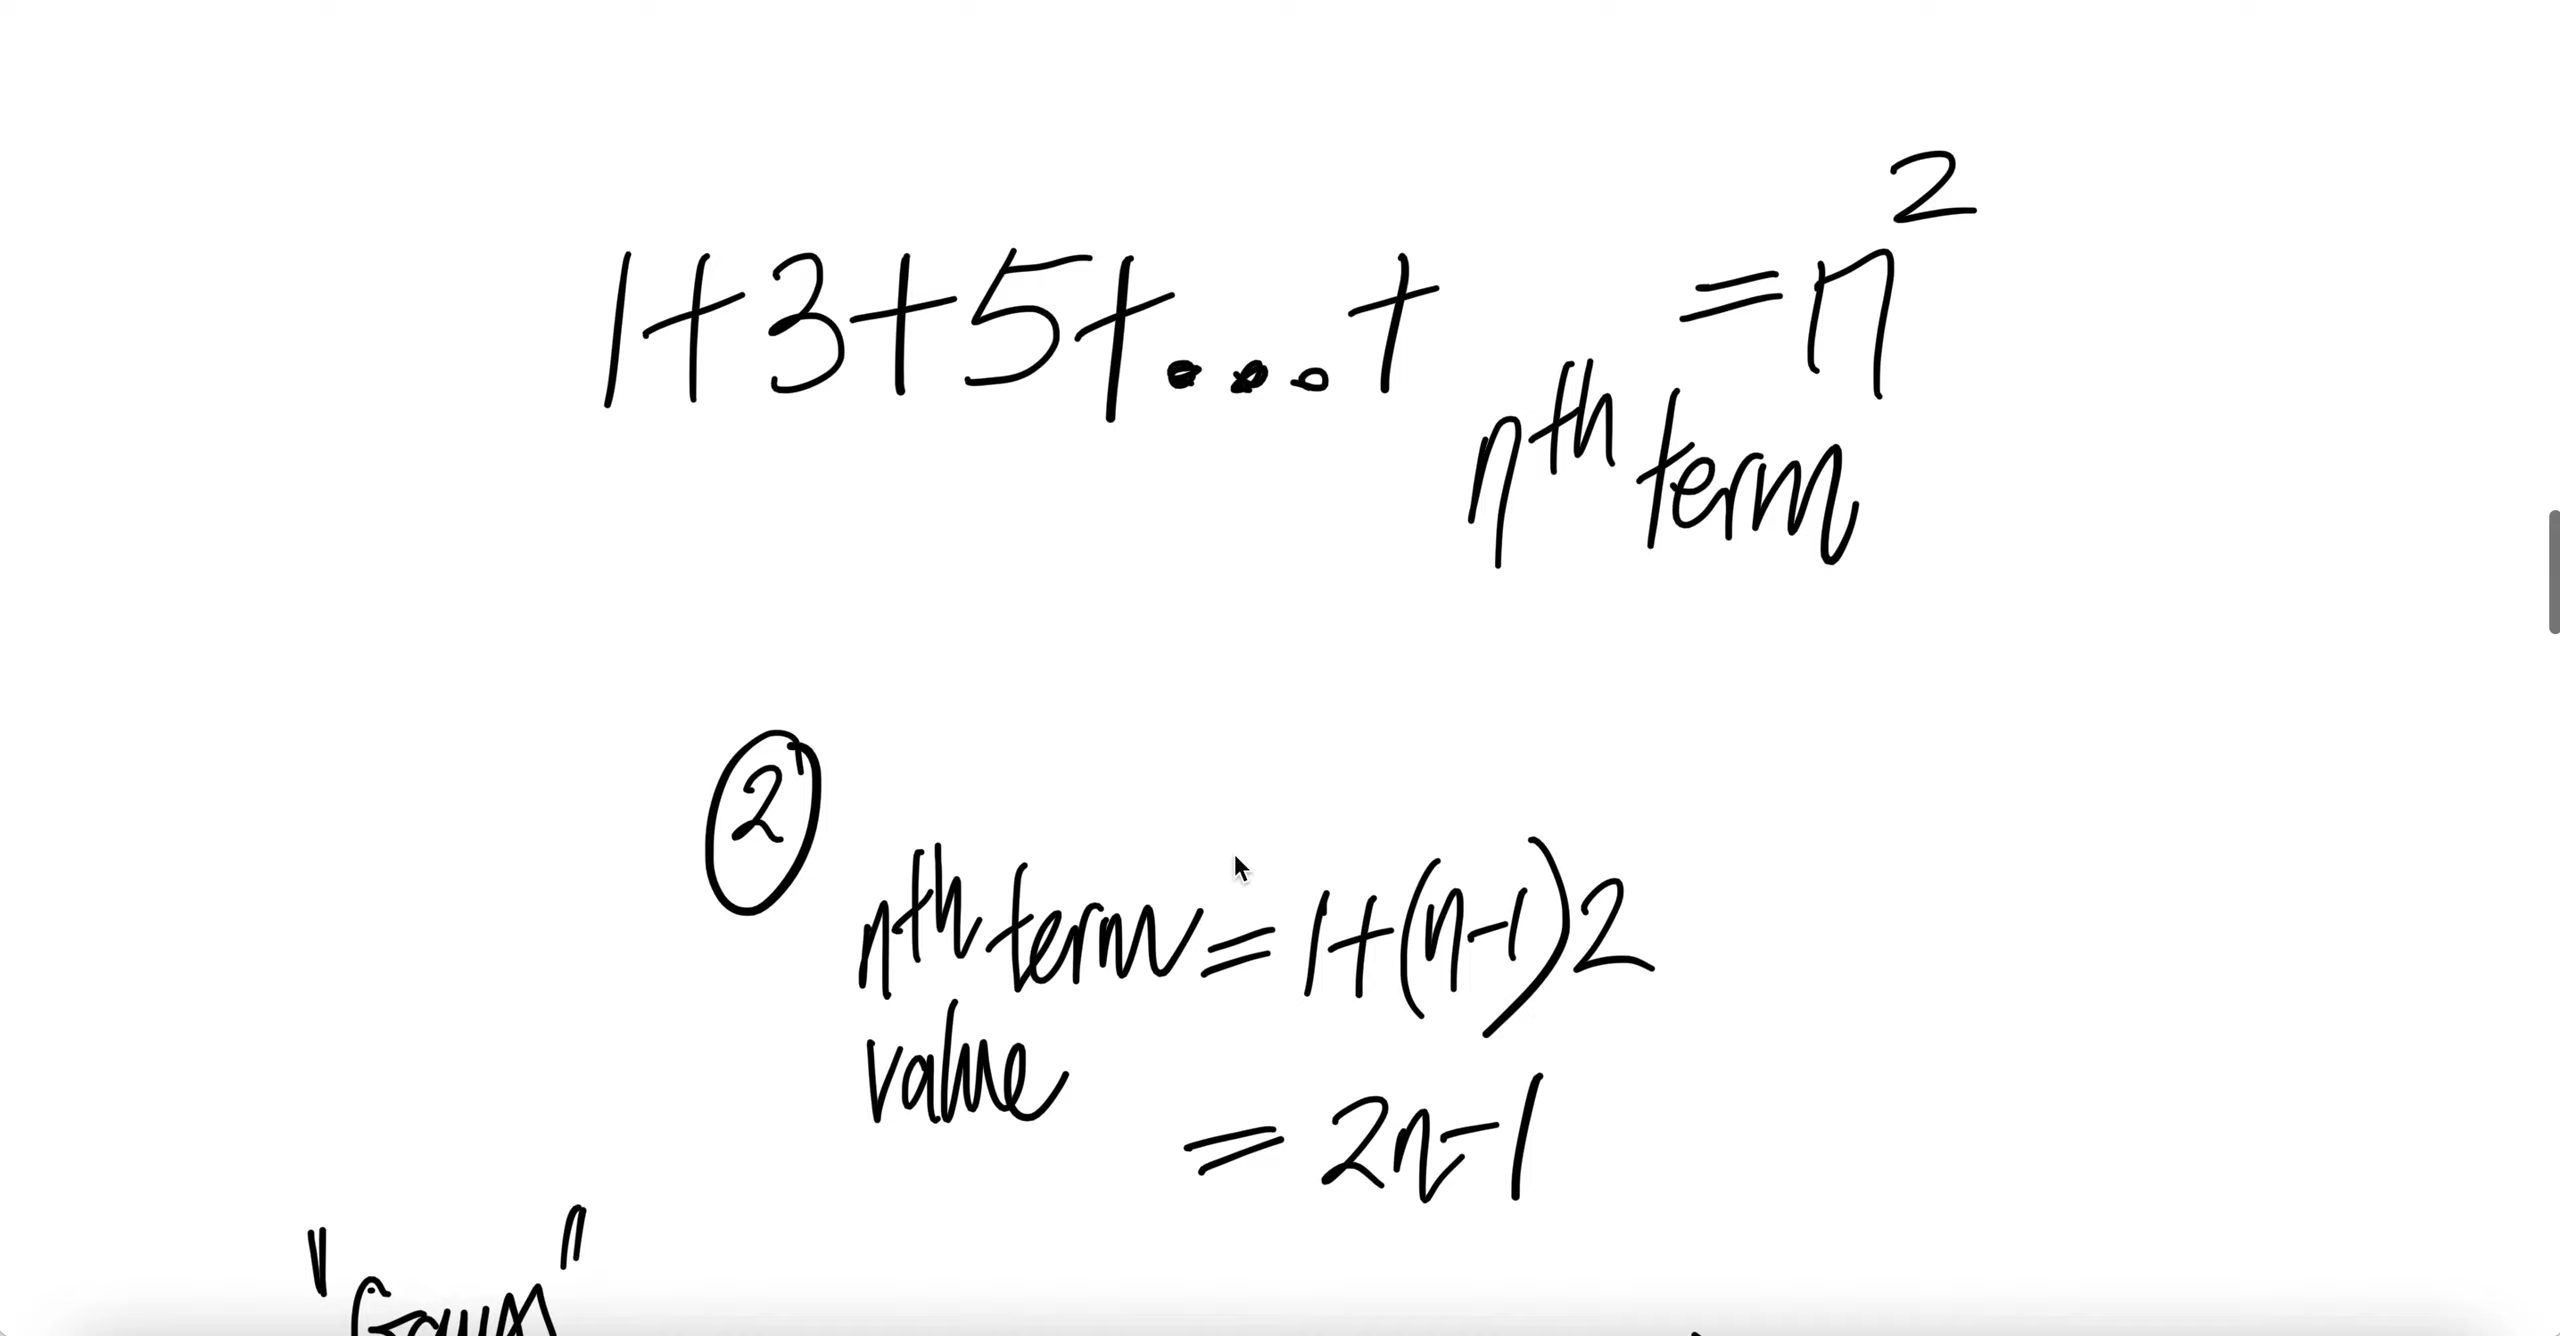 1+3+5+...+ = n²
nth term
②
nth term = 1+(n-1)2
value
= 2n-1
"Gauss"